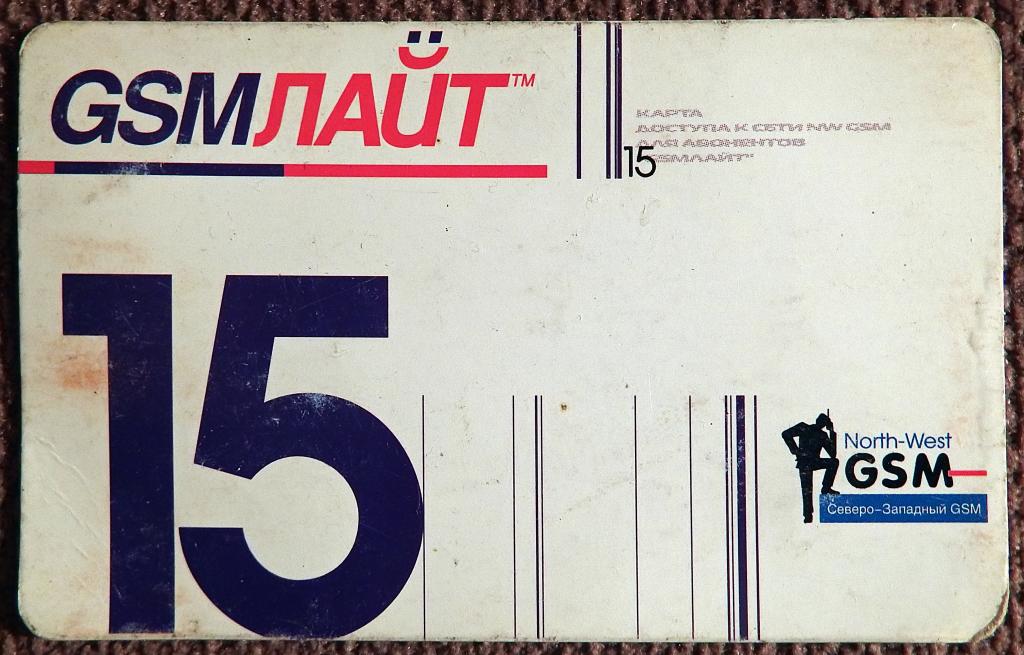 GSMЛАЙТ™
КАРТА
ДОСТУПА К СЕТИ NW GSM
ДЛЯ АБОНЕНТОВ
"GSMЛАЙТ"
15
15
North-West
GSM
Северо-Западный GSM